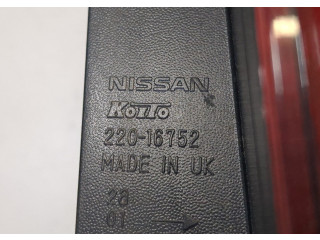 NISSAN
KOITO
220-16752
MADE IN UK
28
01